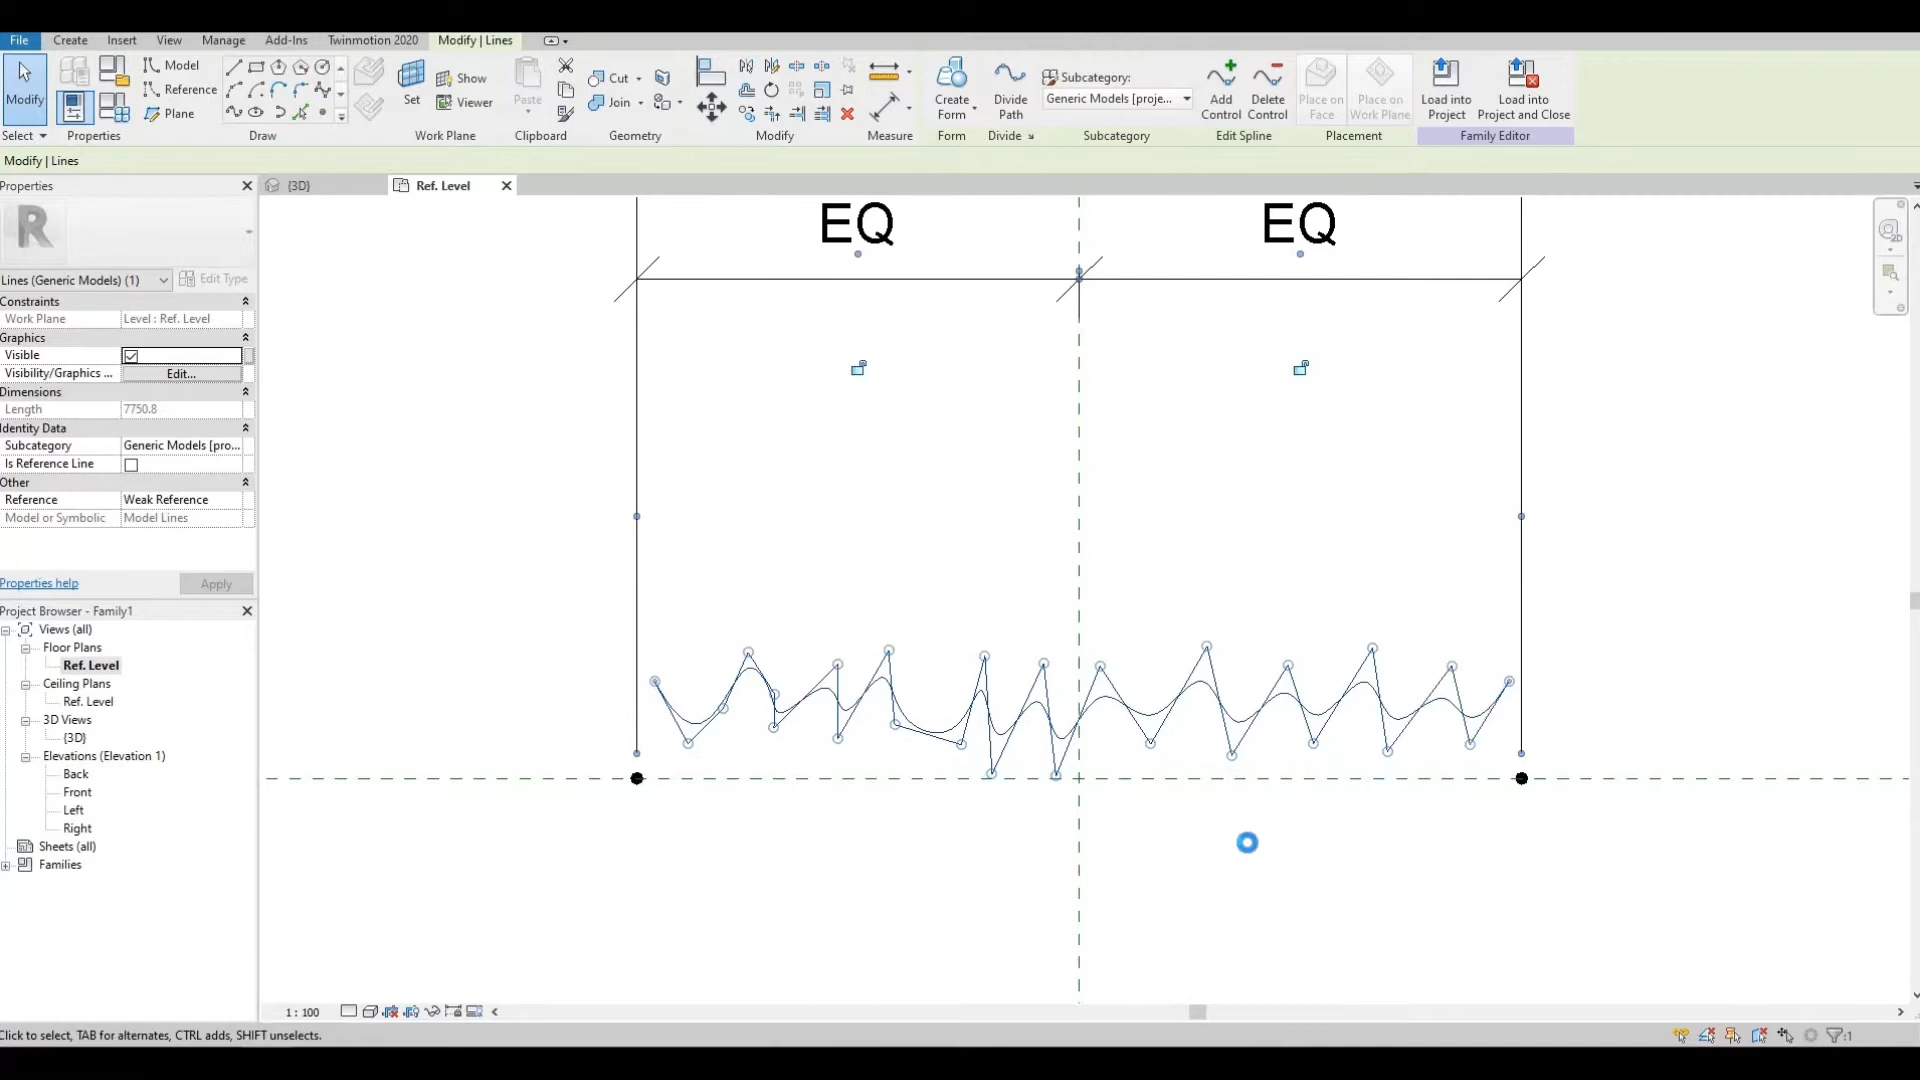 File Create Insert View Manage Add-Ins Twinmotion 2020 Modify | Lines
Modify
Select
Properties
Model
Reference
Plane
Draw
Set
Show
Viewer
Work Plane
Paste
Clipboard
Cut
Join
Geometry
Modify
Measure
Create Form
Form
Divide Path
Divide
Subcategory:
Generic Models [proje...
Subcategory
Add Control
Delete Control
Edit Spline
Place on Face
Place on Work Plane
Placement
Load into Project
Load into Project and Close
Family Editor
Modify | Lines
Properties
{3D}
Ref. Level
R
Lines (Generic Models) (1)
Edit Type
Constraints
Work Plane Level : Ref. Level
Graphics
Visible
Visibility/Graphics ... Edit...
Dimensions
Length 7750.8
Identity Data
Subcategory Generic Models [pro...
Is Reference Line
Other
Reference Weak Reference
Model or Symbolic Model Lines
Properties help
Apply
Project Browser - Family1
Views (all)
Floor Plans
Ref. Level
Ceiling Plans
Ref. Level
3D Views
{3D}
Elevations (Elevation 1)
Back
Front
Left
Right
Sheets (all)
Families
EQ EQ
2D
1 : 100
Click to select, TAB for alternates, CTRL adds, SHIFT unselects.
:1